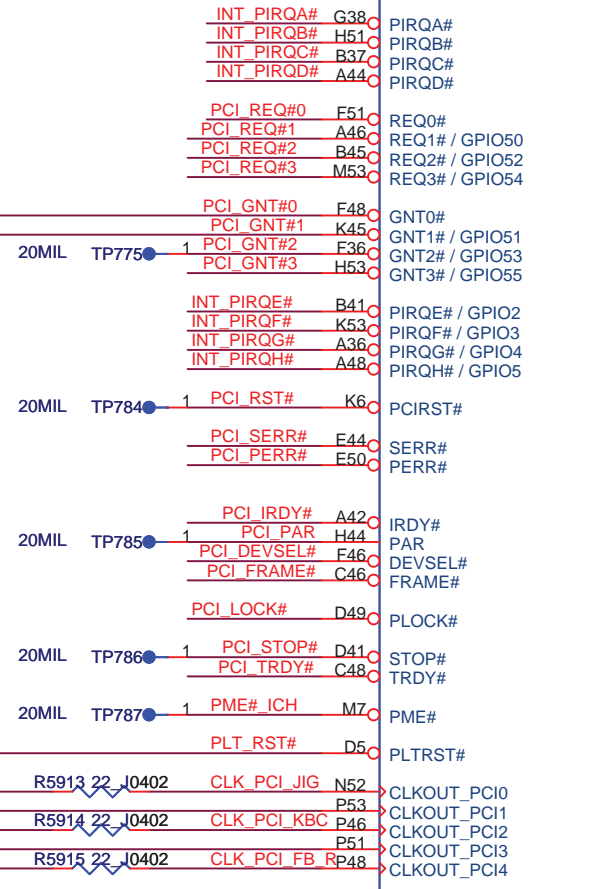 INT_PIRQA# G38 PIRQA#
INT_PIRQB# H51 PIRQB#
INT_PIRQC# B37 PIRQC#
INT_PIRQD# A44 PIRQD#
PCI_REQ#0 F51 REQ0#
PCI_REQ#1 A46 REQ1# / GPIO50
PCI_REQ#2 B45 REQ2# / GPIO52
PCI_REQ#3 M53 REQ3# / GPIO54
PCI_GNT#0 F48 GNT0#
PCI_GNT#1 K45 GNT1# / GPIO51
20MIL TP775 1 PCI_GNT#2 F36 GNT2# / GPIO53
PCI_GNT#3 H53 GNT3# / GPIO55
INT_PIRQE# B41 PIRQE# / GPIO2
INT_PIRQF# K53 PIRQF# / GPIO3
INT_PIRQG# A36 PIRQG# / GPIO4
INT_PIRQH# A48 PIRQH# / GPIO5
20MIL TP784 1 PCI_RST# K6 PCIRST#
PCI_SERR# E44 SERR#
PCI_PERR# E50 PERR#
PCI_IRDY# A42 IRDY#
20MIL TP785 1 PCI_PAR H44 PAR
PCI_DEVSEL# F46 DEVSEL#
PCI_FRAME# C46 FRAME#
PCI_LOCK# D49 PLOCK#
20MIL TP786 1 PCI_STOP# D41 STOP#
PCI_TRDY# C48 TRDY#
20MIL TP787 1 PME#_ICH M7 PME#
PLT_RST# D5 PLTRST#
R5913 22_J0402 CLK_PCI_JIG N52 CLKOUT_PCI0
P53 CLKOUT_PCI1
R5914 22_J0402 CLK_PCI_KBC P46 CLKOUT_PCI2
P51 CLKOUT_PCI3
R5915 22_J0402 CLK_PCI_FB_R P48 CLKOUT_PCI4